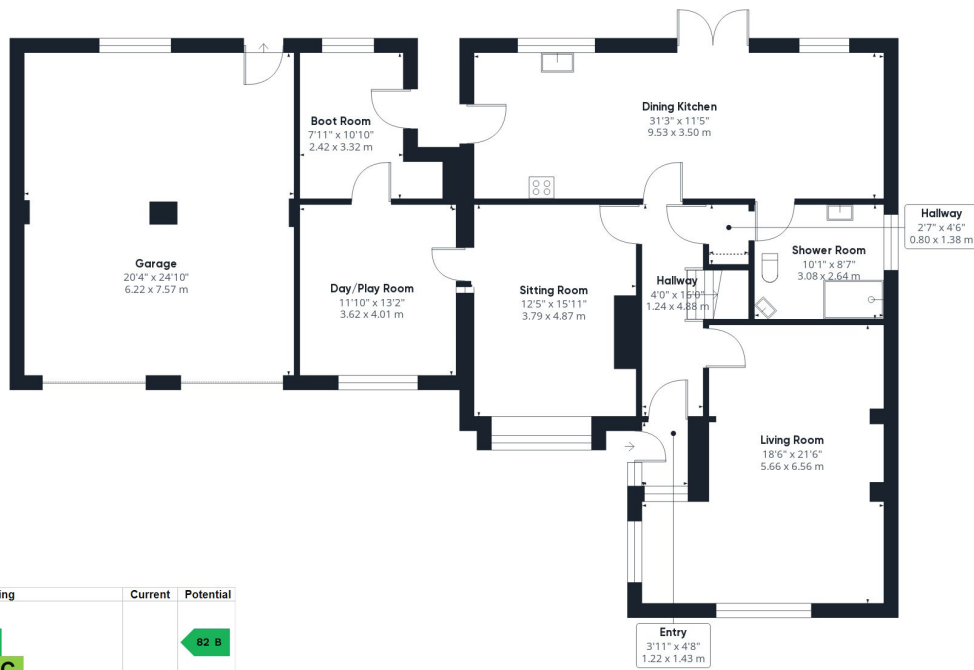 Dining Kitchen
31'3" x 11'5"
9.53 x 3.50 m
Boot Room
7'11" x 10'10"
2.42 x 3.32 m
Hallway
2'7" x 4'6"
0.80 x 1.38 m
Shower Room
10'1" x 8'7"
3.08 x 2.64 m
Garage
20'4" x 24'10"
6.22 x 7.57 m
Day/Play Room
11'10" x 13'2"
3.62 x 4.01 m
Sitting Room
12'5" x 15'11"
3.79 x 4.87 m
Hallway
4'0" x 16'0"
1.24 x 4.88 m
Living Room
18'6" x 21'6"
5.66 x 6.56 m
Entry
3'11" x 4'8"
1.22 x 1.43 m
ing Current Potential
82 B
C